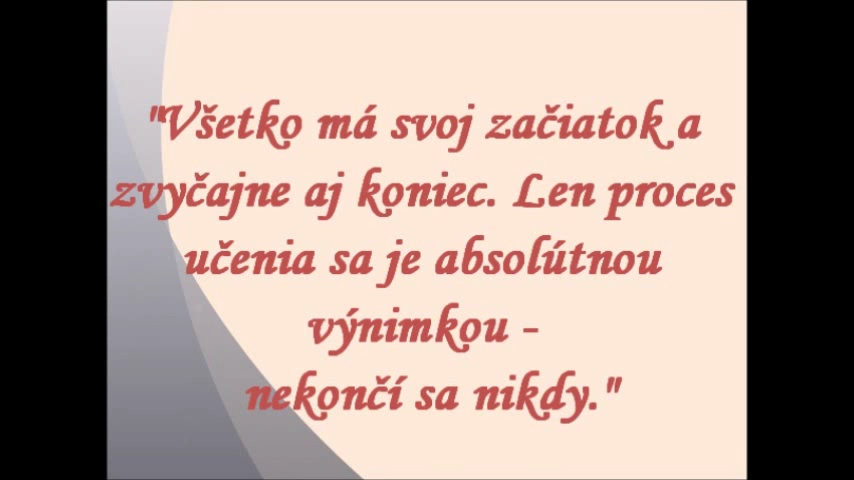 "Všetko má svoj začiatok a
zvyčajne aj koniec. Len proces
učenia sa je absolútnou
výnimkou -
nekončí sa nikdy."